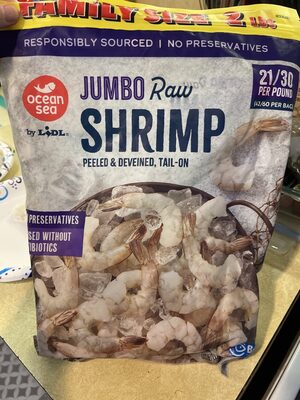 FAMILY SIZE 2 LBS
RESPONSIBLY SOURCED | NO PRESERVATIVES
ocean
sea
by LIDL
JUMBO Raw
SHRIMP
PEELED & DEVEINED, TAIL-ON
21/30
PER POUND
(42/60 PER BAG)
PRESERVATIVES
SED WITHOUT
TIBIOTICS
B